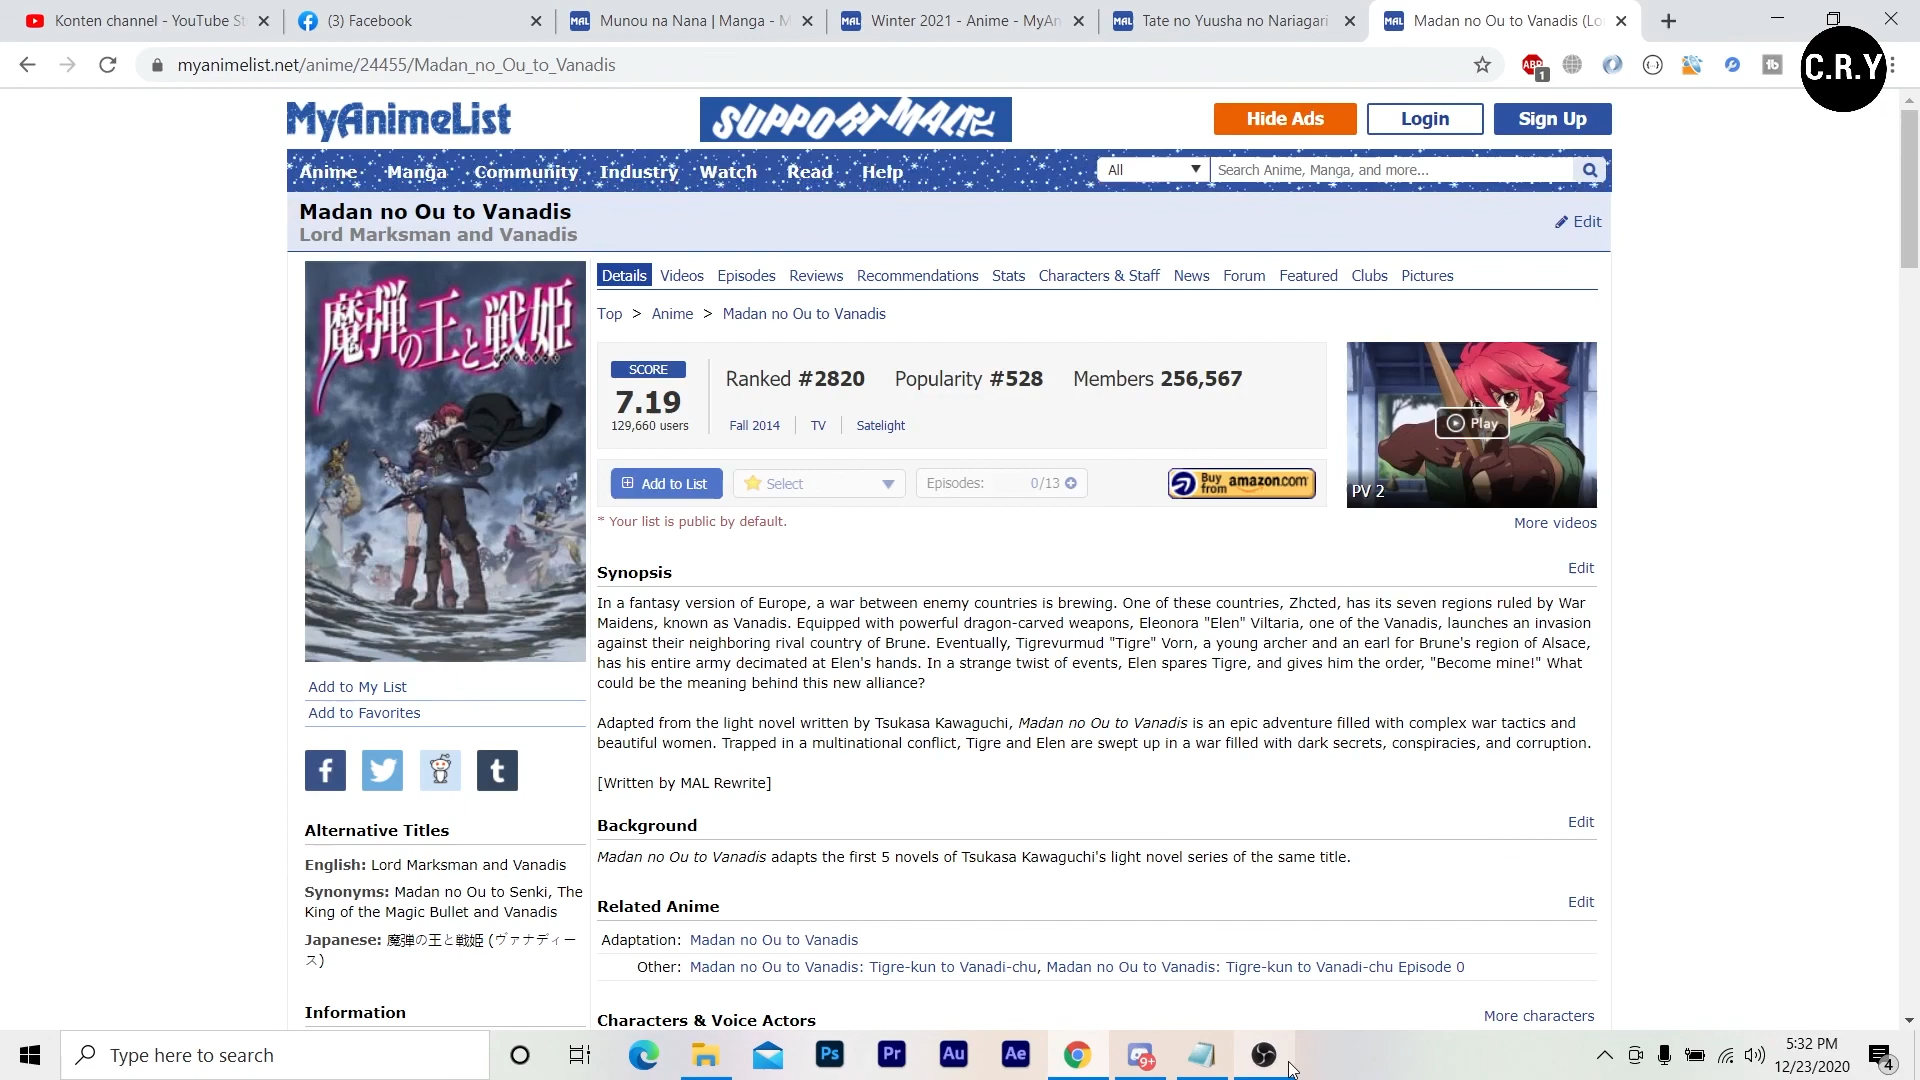 Konten channel - YouTube St
(3) Facebook
Munou na Nana | Manga - M
Winter 2021 - Anime - MyAn
Tate no Yuusha no Nariagari
Madan no Ou to Vanadis (Lo
myanimelist.net/anime/24455/Madan_no_Ou_to_Vanadis
ABP
1
tb
C.R.Y
MyAnimeList
SUPPORT MAL
Hide Ads
Login
Sign Up
Anime Manga Community Industry Watch Read Help
All
Search Anime, Manga, and more...
Madan no Ou to Vanadis
Lord Marksman and Vanadis
Edit
魔弾の王と戦姫
Details Videos Episodes Reviews Recommendations Stats Characters & Staff News Forum Featured Clubs Pictures
Top > Anime > Madan no Ou to Vanadis
SCORE
7.19
129,660 users
Ranked #2820 Popularity #528 Members 256,567
Fall 2014 TV Satelight
Play
PV 2
Add to List
Select
Episodes: 0/13
Buy from amazon.com
* Your list is public by default.
More videos
Synopsis
Edit
In a fantasy version of Europe, a war between enemy countries is brewing. One of these countries, Zhcted, has its seven regions ruled by War
Maidens, known as Vanadis. Equipped with powerful dragon-carved weapons, Eleonora "Elen" Viltaria, one of the Vanadis, launches an invasion
against their neighboring rival country of Brune. Eventually, Tigrevurmud "Tigre" Vorn, a young archer and an earl for Brune's region of Alsace,
has his entire army decimated at Elen's hands. In a strange twist of events, Elen spares Tigre, and gives him the order, "Become mine!" What
could be the meaning behind this new alliance?
Adapted from the light novel written by Tsukasa Kawaguchi, Madan no Ou to Vanadis is an epic adventure filled with complex war tactics and
beautiful women. Trapped in a multinational conflict, Tigre and Elen are swept up in a war filled with dark secrets, conspiracies, and corruption.
[Written by MAL Rewrite]
Background
Edit
Madan no Ou to Vanadis adapts the first 5 novels of Tsukasa Kawaguchi's light novel series of the same title.
Related Anime
Edit
Adaptation: Madan no Ou to Vanadis
Other: Madan no Ou to Vanadis: Tigre-kun to Vanadi-chu, Madan no Ou to Vanadis: Tigre-kun to Vanadi-chu Episode 0
Characters & Voice Actors
More characters
Add to My List
Add to Favorites
f
t
Alternative Titles
English: Lord Marksman and Vanadis
Synonyms: Madan no Ou to Senki, The
King of the Magic Bullet and Vanadis
Japanese: 魔弾の王と戦姫 (ヴァナディー
ス)
Information
Type here to search
Ps
Pr
Au
Ae
9+
5:32 PM
12/23/2020
4